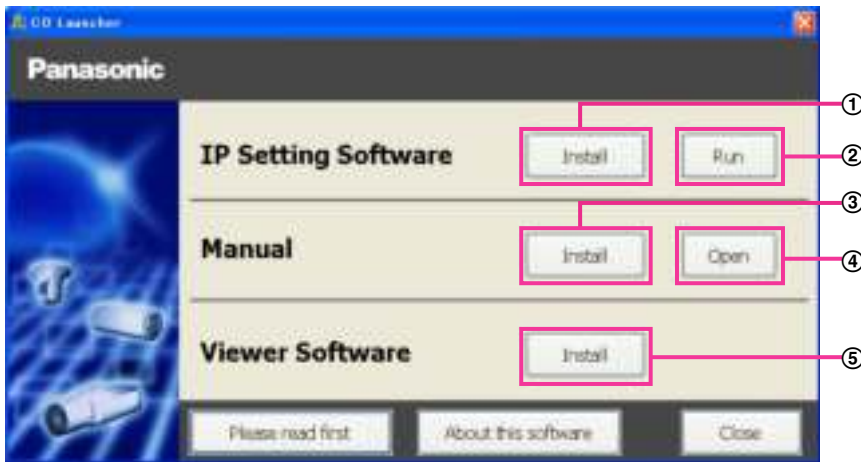 CD Launcher
Panasonic
①
IP Setting Software Install Run ②
③
Manual Install Open ④
Viewer Software Install ⑤
Please read first About this software Close